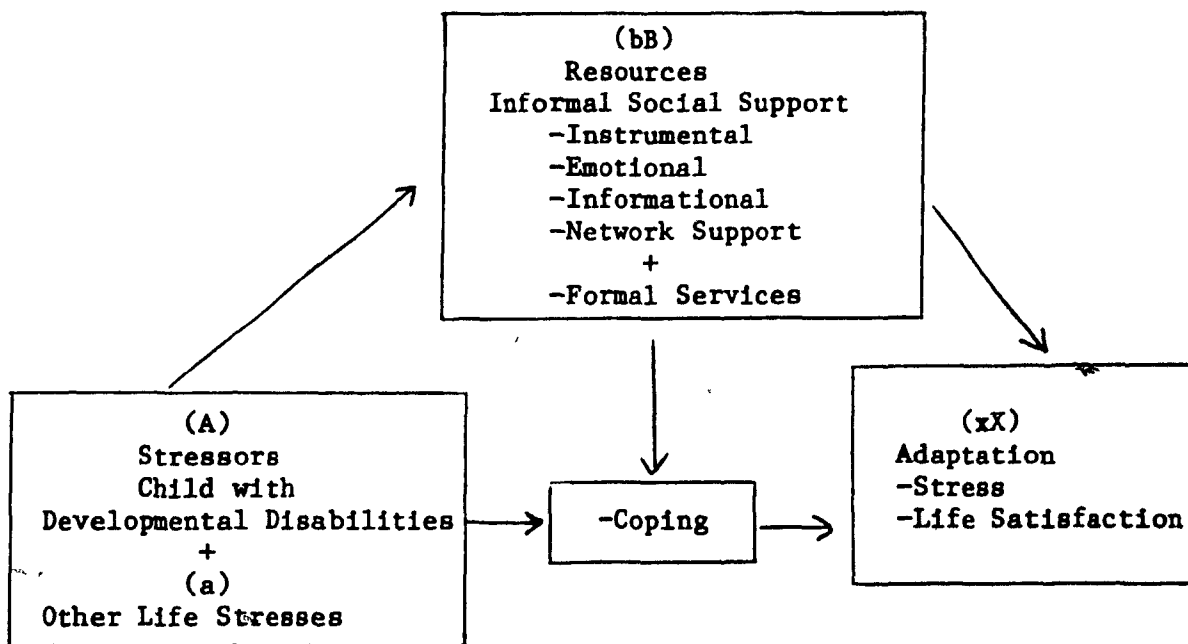 (bB)
Resources
Informal Social Support
-Instrumental
-Emotional
-Informational
-Network Support
+
-Formal Services
(A)
Stressors
Child with
Developmental Disabilities
+
(a)
Other Life Stresses
-Coping
(xX)
Adaptation
-Stress
-Life Satisfaction